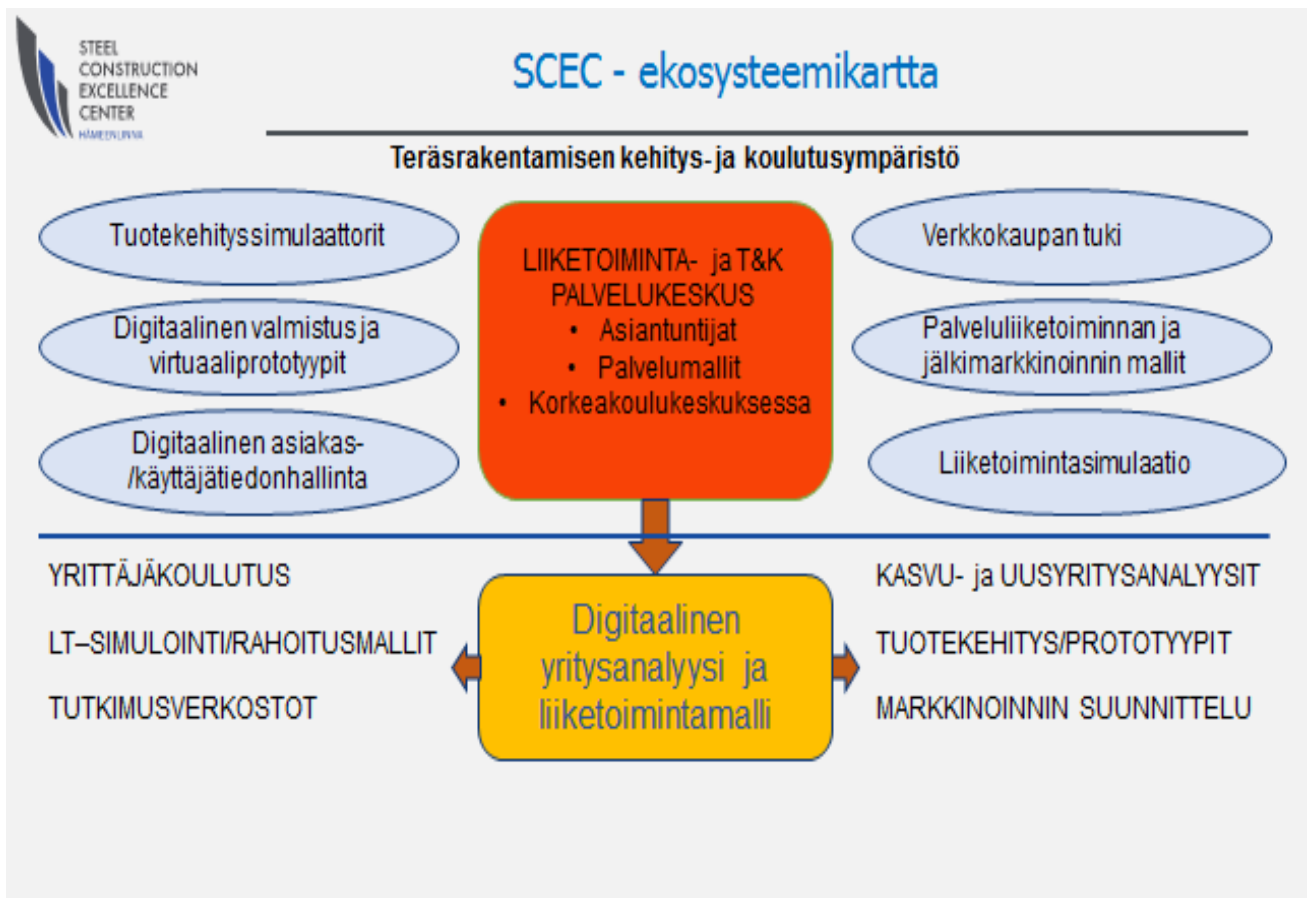 STEEL
CONSTRUCTION
EXCELLENCE
CENTER
HÄMEENLINNA
SCEC - ekosysteemikartta
Teräsrakentamisen kehitys- ja koulutusympäristö
Tuotekehityssimulaattorit
Digitaalinen valmistus ja
virtuaaliprototyypit
Digitaalinen asiakas-
/käyttäjätiedonhallinta
LIIKETOIMINTA- ja T&K
PALVELUKESKUS
• Asiantuntijat
• Palvelumallit
• Korkeakoulukeskuksessa
Verkkokaupan tuki
Palveluliiketoiminnan ja
jälkimarkkinoinnin mallit
Liiketoimintasimulaatio
YRITTÄJÄKOULUTUS
LT–SIMULOINTI/RAHOITUSMALLIT
TUTKIMUSVERKOSTOT
Digitaalinen
yritysanalyysi ja
liiketoimintamalli
KASVU- ja UUSYRITYSANALYYSIT
TUOTEKEHITYS/PROTOTYYPIT
MARKKINOINNIN SUUNNITTELU